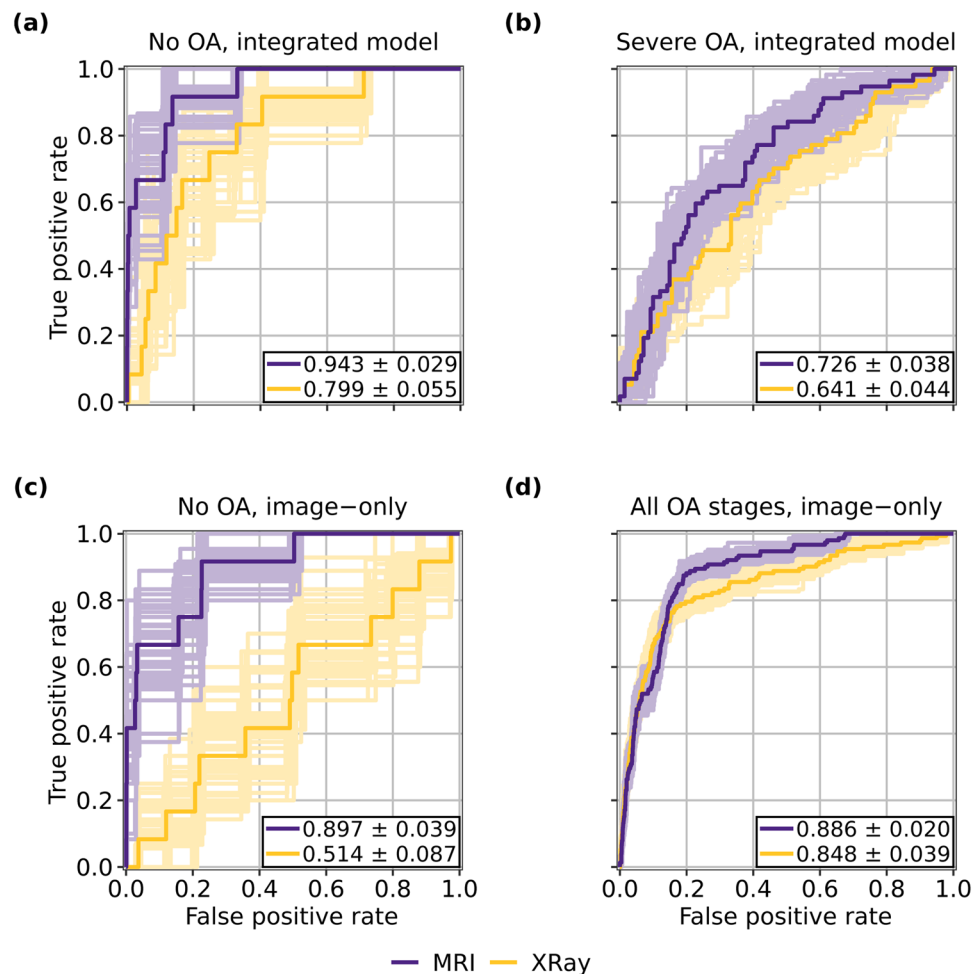 (a)
No OA, integrated model
(b)
Severe OA, integrated model
True positive rate
1.0
0.8
0.6
0.4
0.2
0.0
0.943 ± 0.029
0.799 ± 0.055
0.726 ± 0.038
0.641 ± 0.044
(c)
No OA, image−only
(d)
All OA stages, image−only
True positive rate
1.0
0.8
0.6
0.4
0.2
0.0
0.897 ± 0.039
0.514 ± 0.087
0.886 ± 0.020
0.848 ± 0.039
0.0 0.2 0.4 0.6 0.8 1.0
0.0 0.2 0.4 0.6 0.8 1.0
False positive rate
False positive rate
MRI XRay